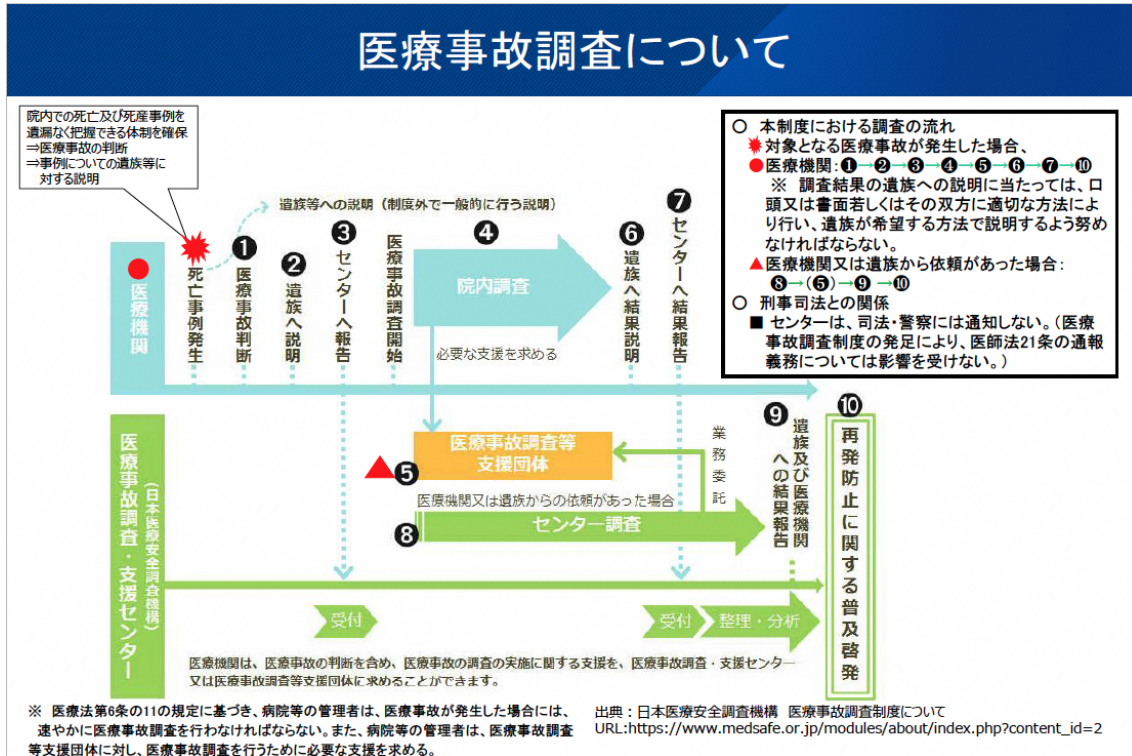 医療事故調査について
院内での死亡及び死産事例を
遺漏なく把握できる体制を確保
⇒医療事故の判断
⇒事例についての遺族等に
対する説明
遺族等への説明（制度外で一般的に行う説明）
医療機関
死亡事例発生
❶ 医療事故判断
❷ 遺族へ説明
❸ センターへ報告
医療事故調査開始
❹
院内調査
必要な支援を求める
❻ 遺族へ結果説明
❼ センターへ結果報告
○ 本制度における調査の流れ
対象となる医療事故が発生した場合、
●医療機関：❶→❷→❸→❹→❺→❻→❼→❿
※ 調査結果の遺族への説明に当たっては、口
頭又は書面若しくはその双方に適切な方法によ
り行い、遺族が希望する方法で説明するよう努め
なければならない。
▲医療機関又は遺族から依頼があった場合：
❽→(❺)→❾→❿
○ 刑事司法との関係
■ センターは、司法・警察には通知しない。（医療
事故調査制度の発足により、医師法21条の通報
義務については影響を受けない。）
医療事故調査・支援センター
（日本医療安全調査機構）
❺
医療事故調査等
支援団体
業務委託
医療機関又は遺族からの依頼があった場合
❽
センター調査
❾ 遺族及び医療機関
への結果報告
❿
再発防止に関する普及啓発
受付
受付
整理・分析
医療機関は、医療事故の判断を含め、医療事故の調査の実施に関する支援を、医療事故調査・支援センター
又は医療事故調査等支援団体に求めることができます。
※ 医療法第6条の11の規定に基づき、病院等の管理者は、医療事故が発生した場合には、
速やかに医療事故調査を行わなければならない。また、病院等の管理者は、医療事故調査
等支援団体に対し、医療事故調査を行うために必要な支援を求める。
出典：日本医療安全調査機構 医療事故調査制度について
URL:https://www.medsafe.or.jp/modules/about/index.php?content_id=2